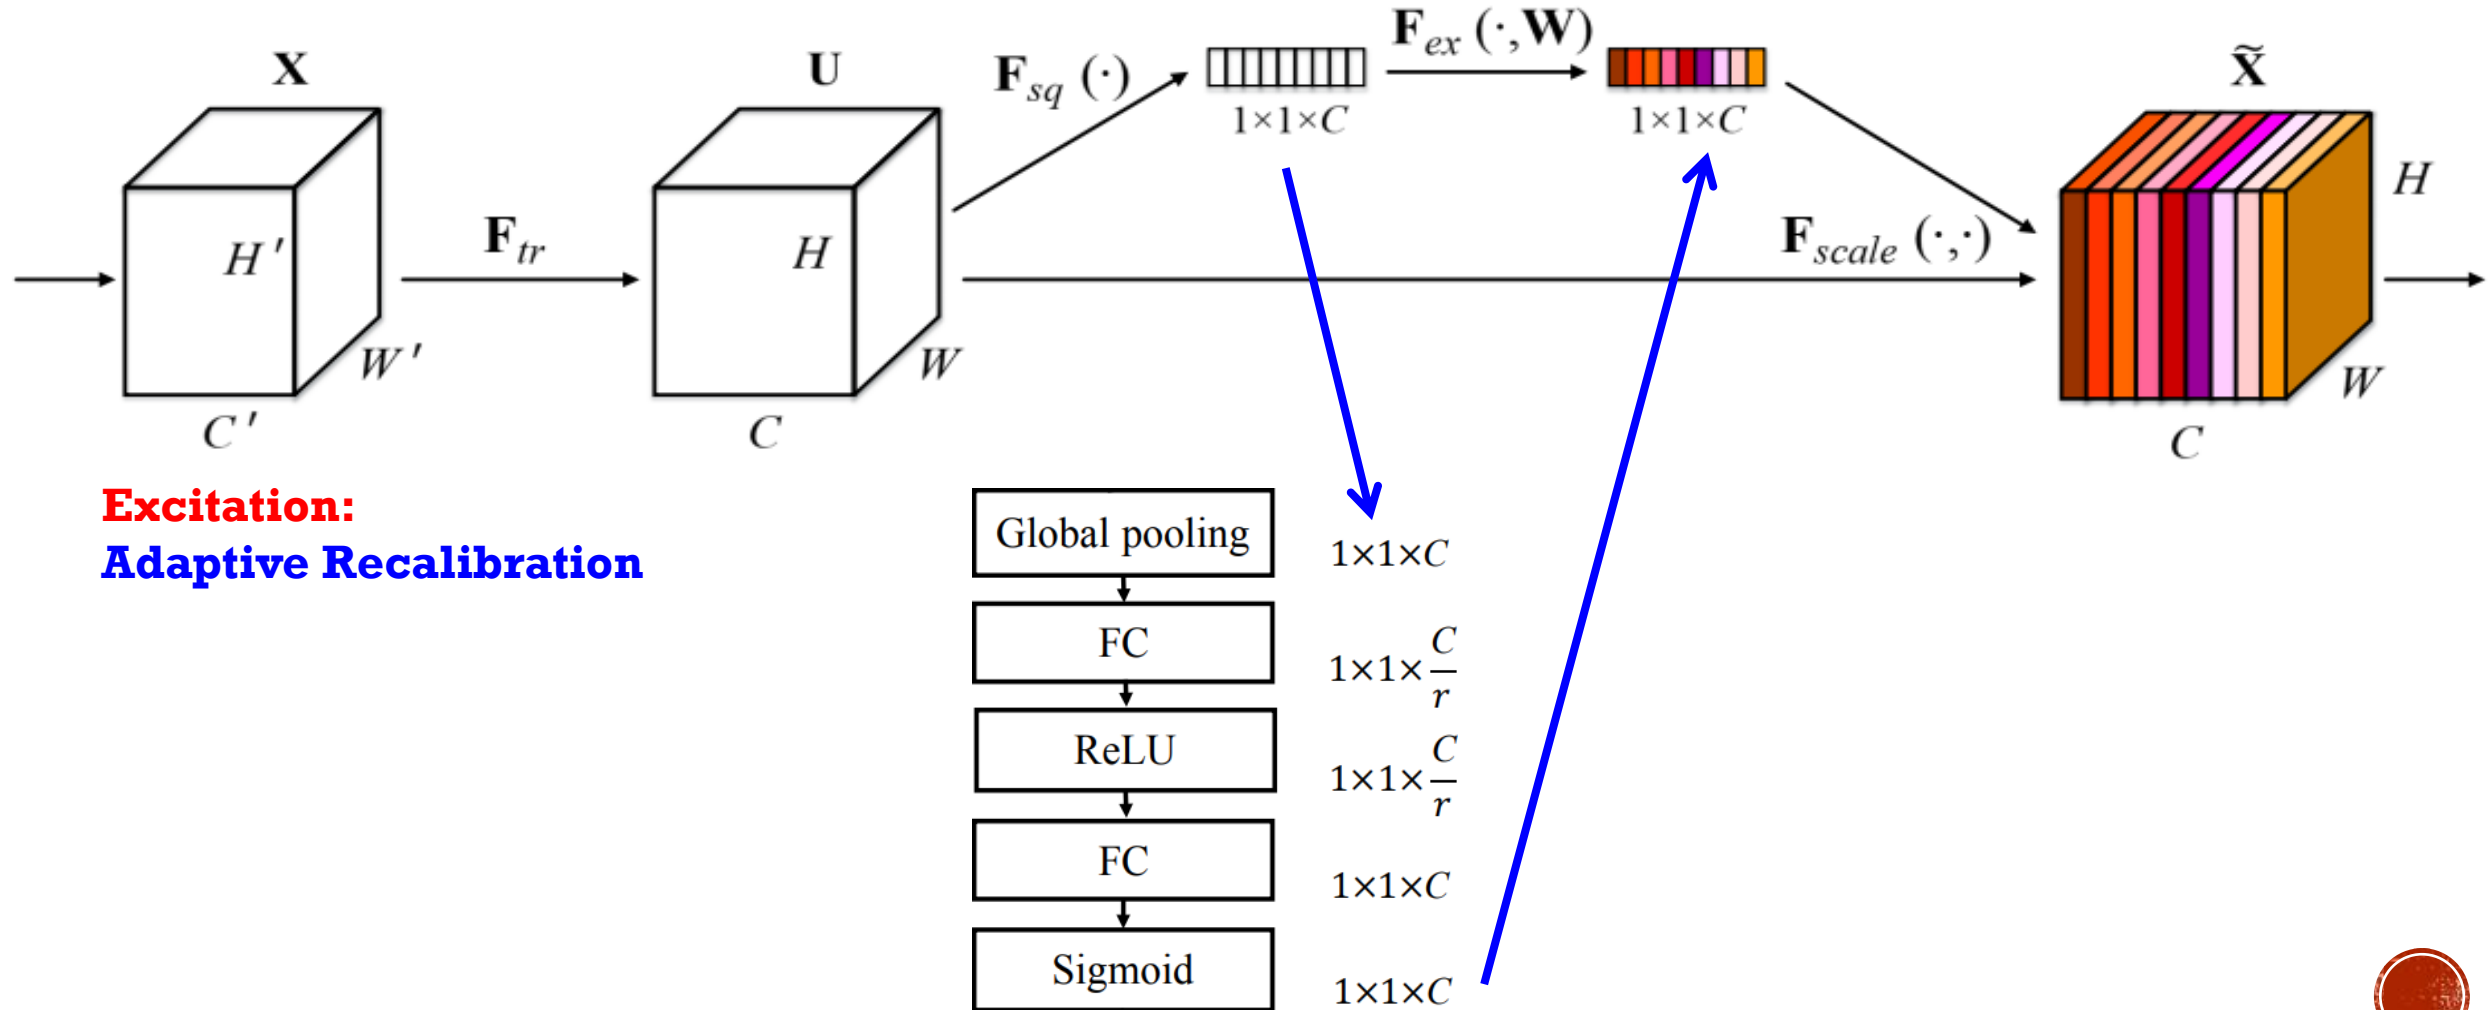 X
U
F_sq (·)
F_ex (·,W)
X̃
1×1×C
1×1×C
H′
F_tr
H
F_scale (·,·)
H
W′
W
W
C′
C
C
Excitation:
Adaptive Recalibration
Global pooling 1×1×C
FC 1×1×C/r
ReLU 1×1×C/r
FC 1×1×C
Sigmoid 1×1×C